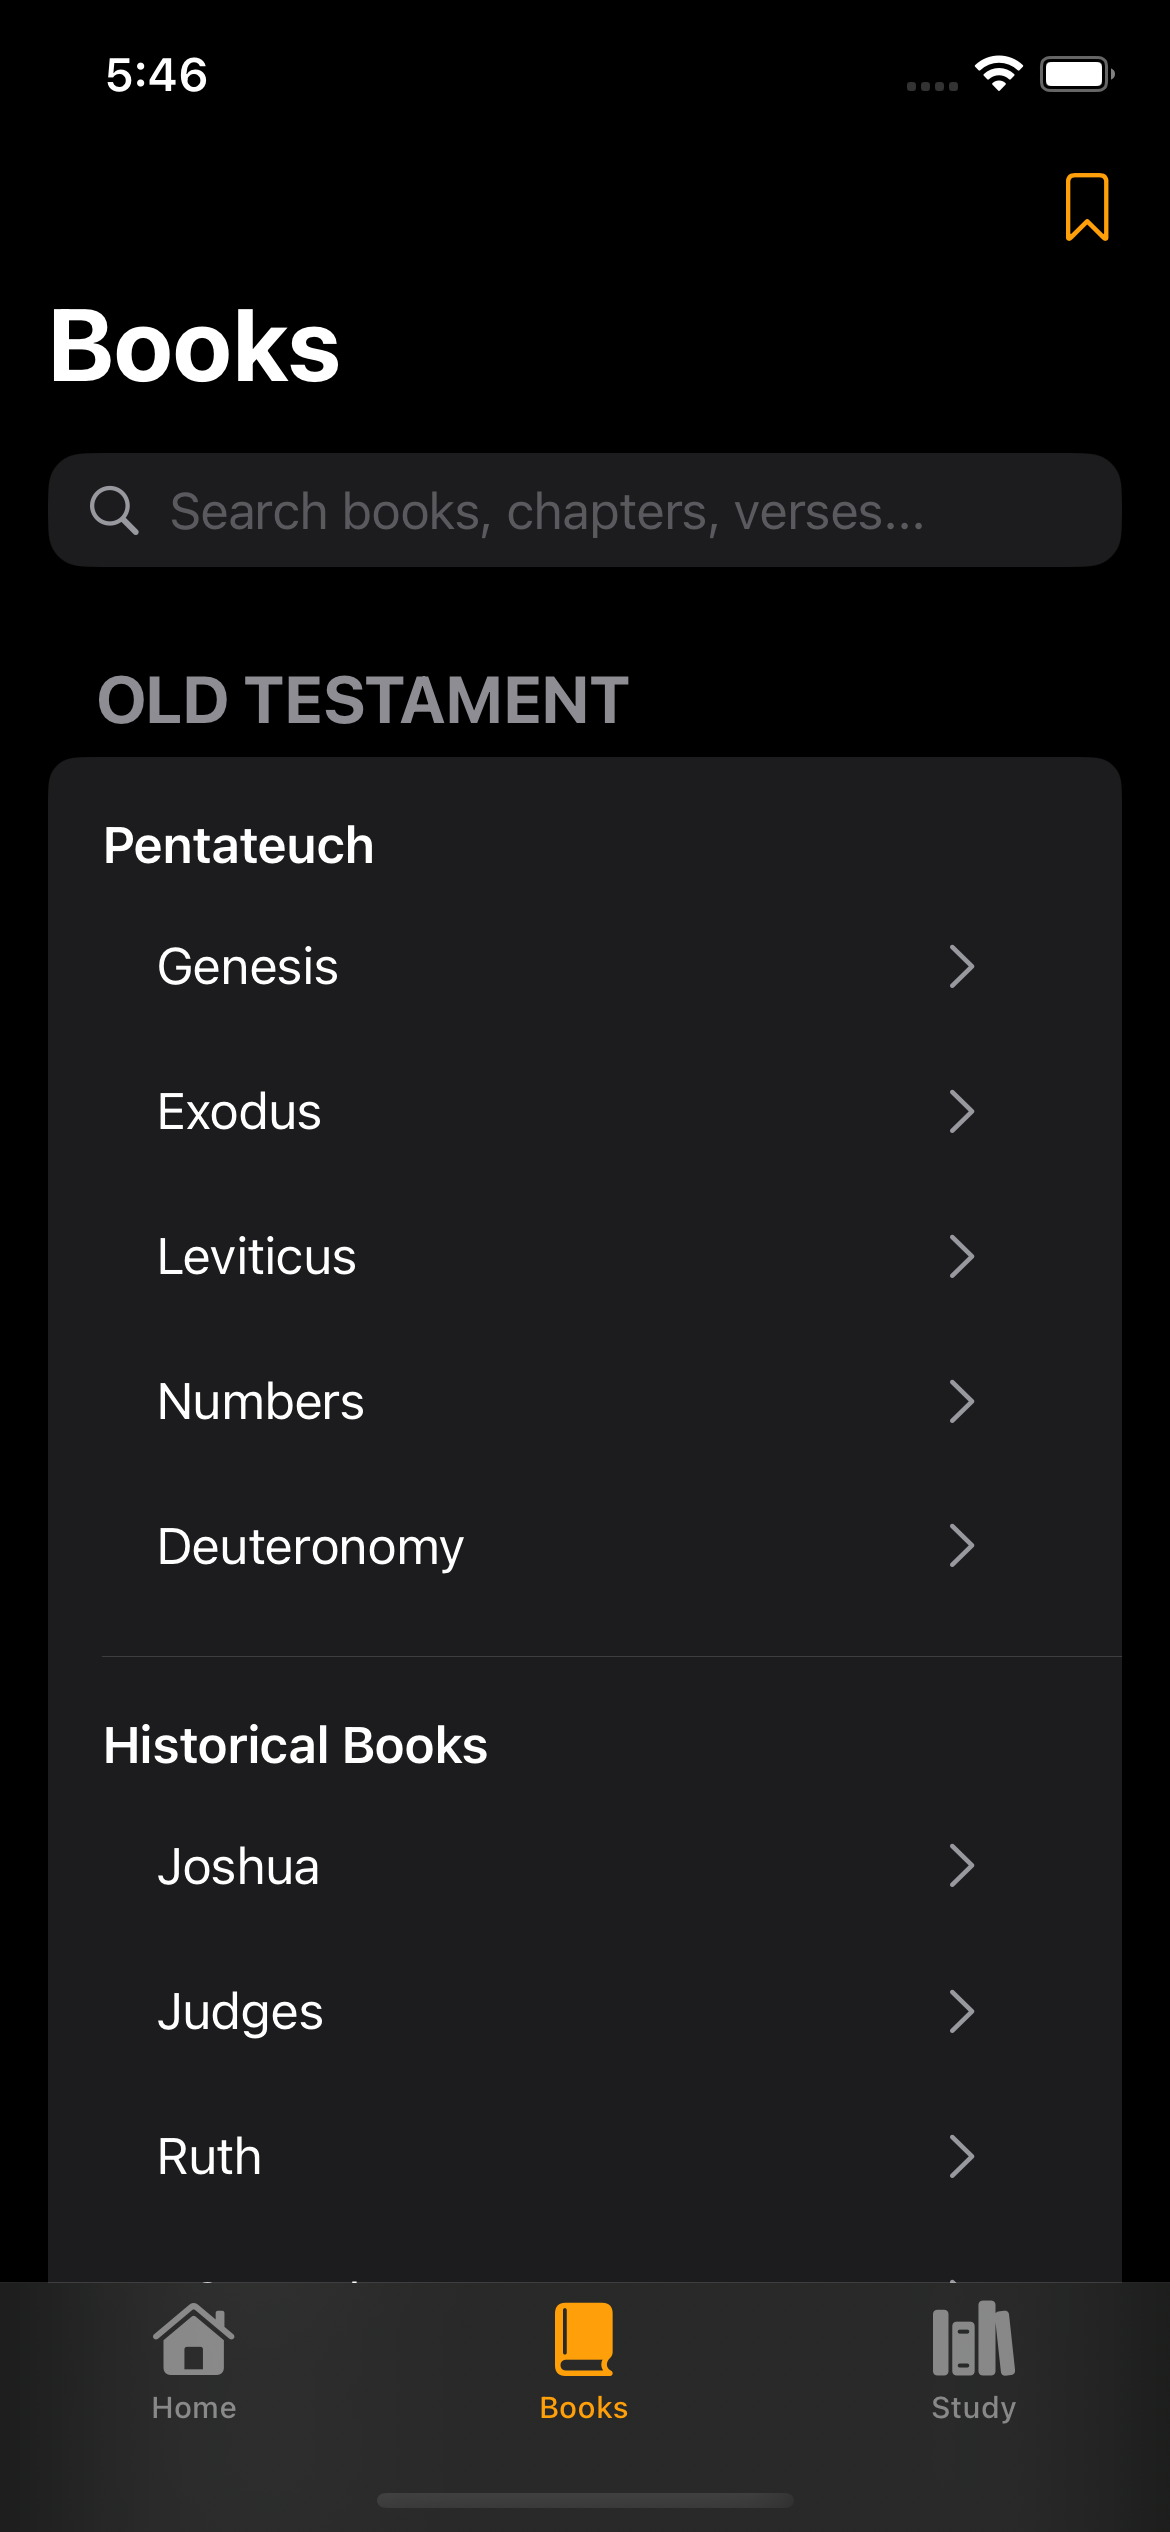 5:46
Books
Search books, chapters, verses...
OLD TESTAMENT
Pentateuch
Genesis
Exodus
Leviticus
Numbers
Deuteronomy
Historical Books
Joshua
Judges
Ruth
Home
Books
Study